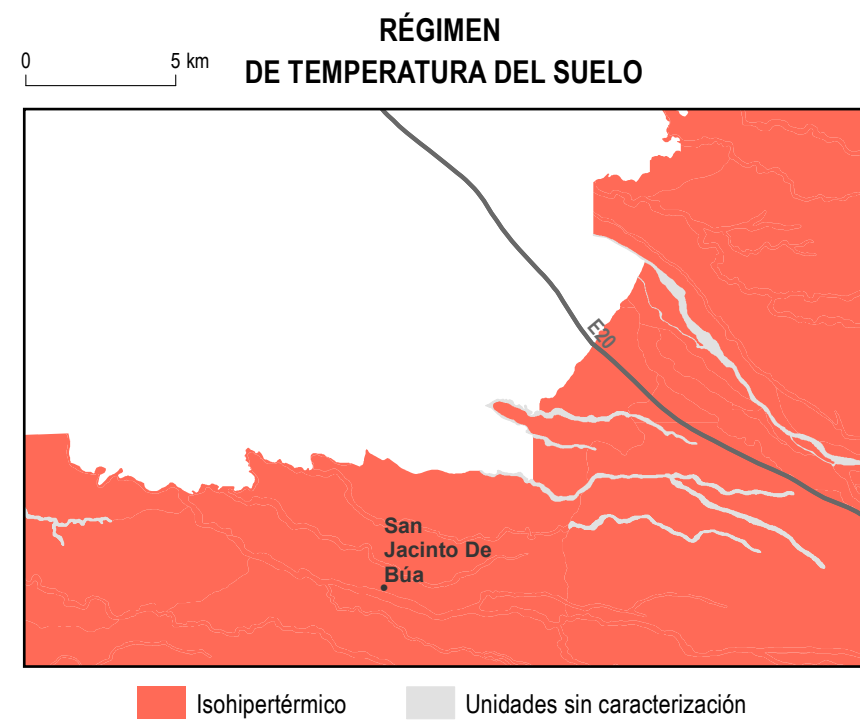 RÉGIMEN
DE TEMPERATURA DEL SUELO
0 5 km
E20
San
Jacinto De
Búa
Isohipertérmico
Unidades sin caracterización